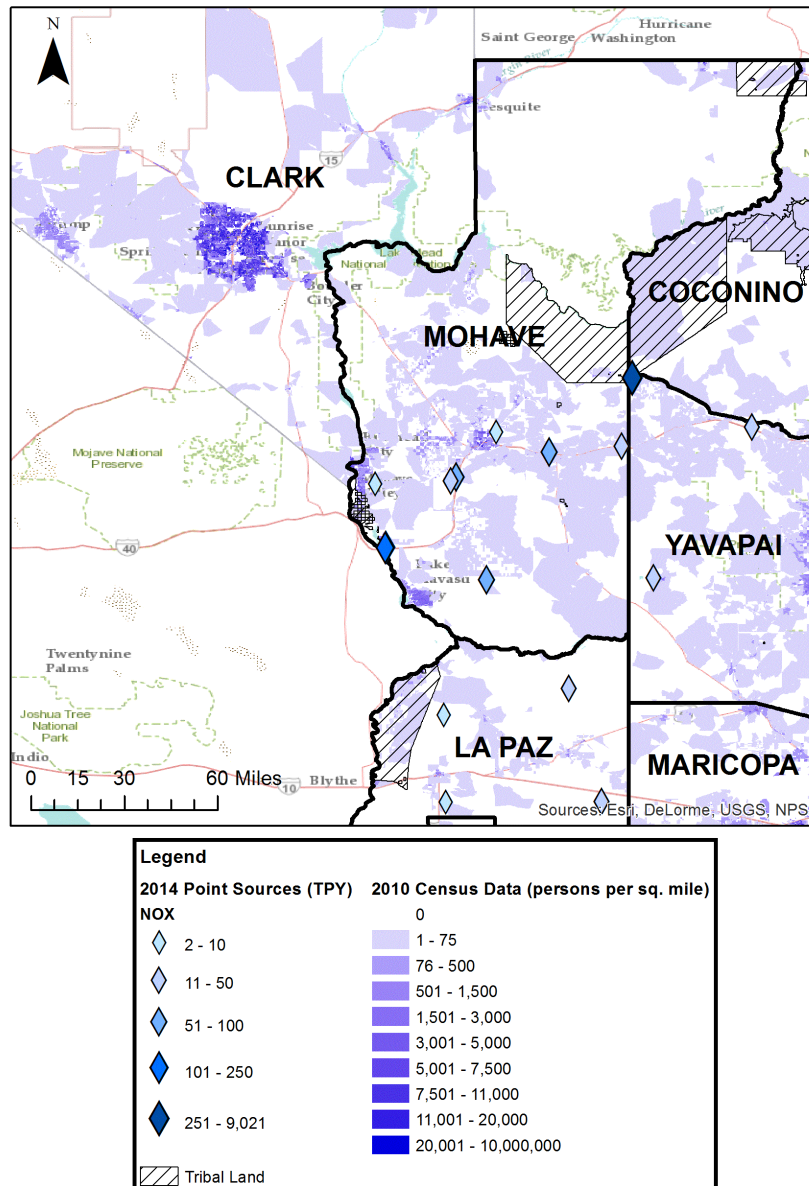 N
Hurricane
Saint George
Washington
esquite
15
CLARK
Lake Mead
National
City
COCONINO
MOHAVE
Mojave National
Preserve
40
YAVAPAI
Twentynine
Palms
Joshua Tree
National
Park
Indio
LA PAZ
MARICOPA
0 15 30 60 Miles
10
Blythe
Sources: Esri, DeLorme, USGS, NPS
Legend
2014 Point Sources (TPY)
NOX
2 - 10
11 - 50
51 - 100
101 - 250
251 - 9,021
Tribal Land
2010 Census Data (persons per sq. mile)
0
1 - 75
76 - 500
501 - 1,500
1,501 - 3,000
3,001 - 5,000
5,001 - 7,500
7,501 - 11,000
11,001 - 20,000
20,001 - 10,000,000